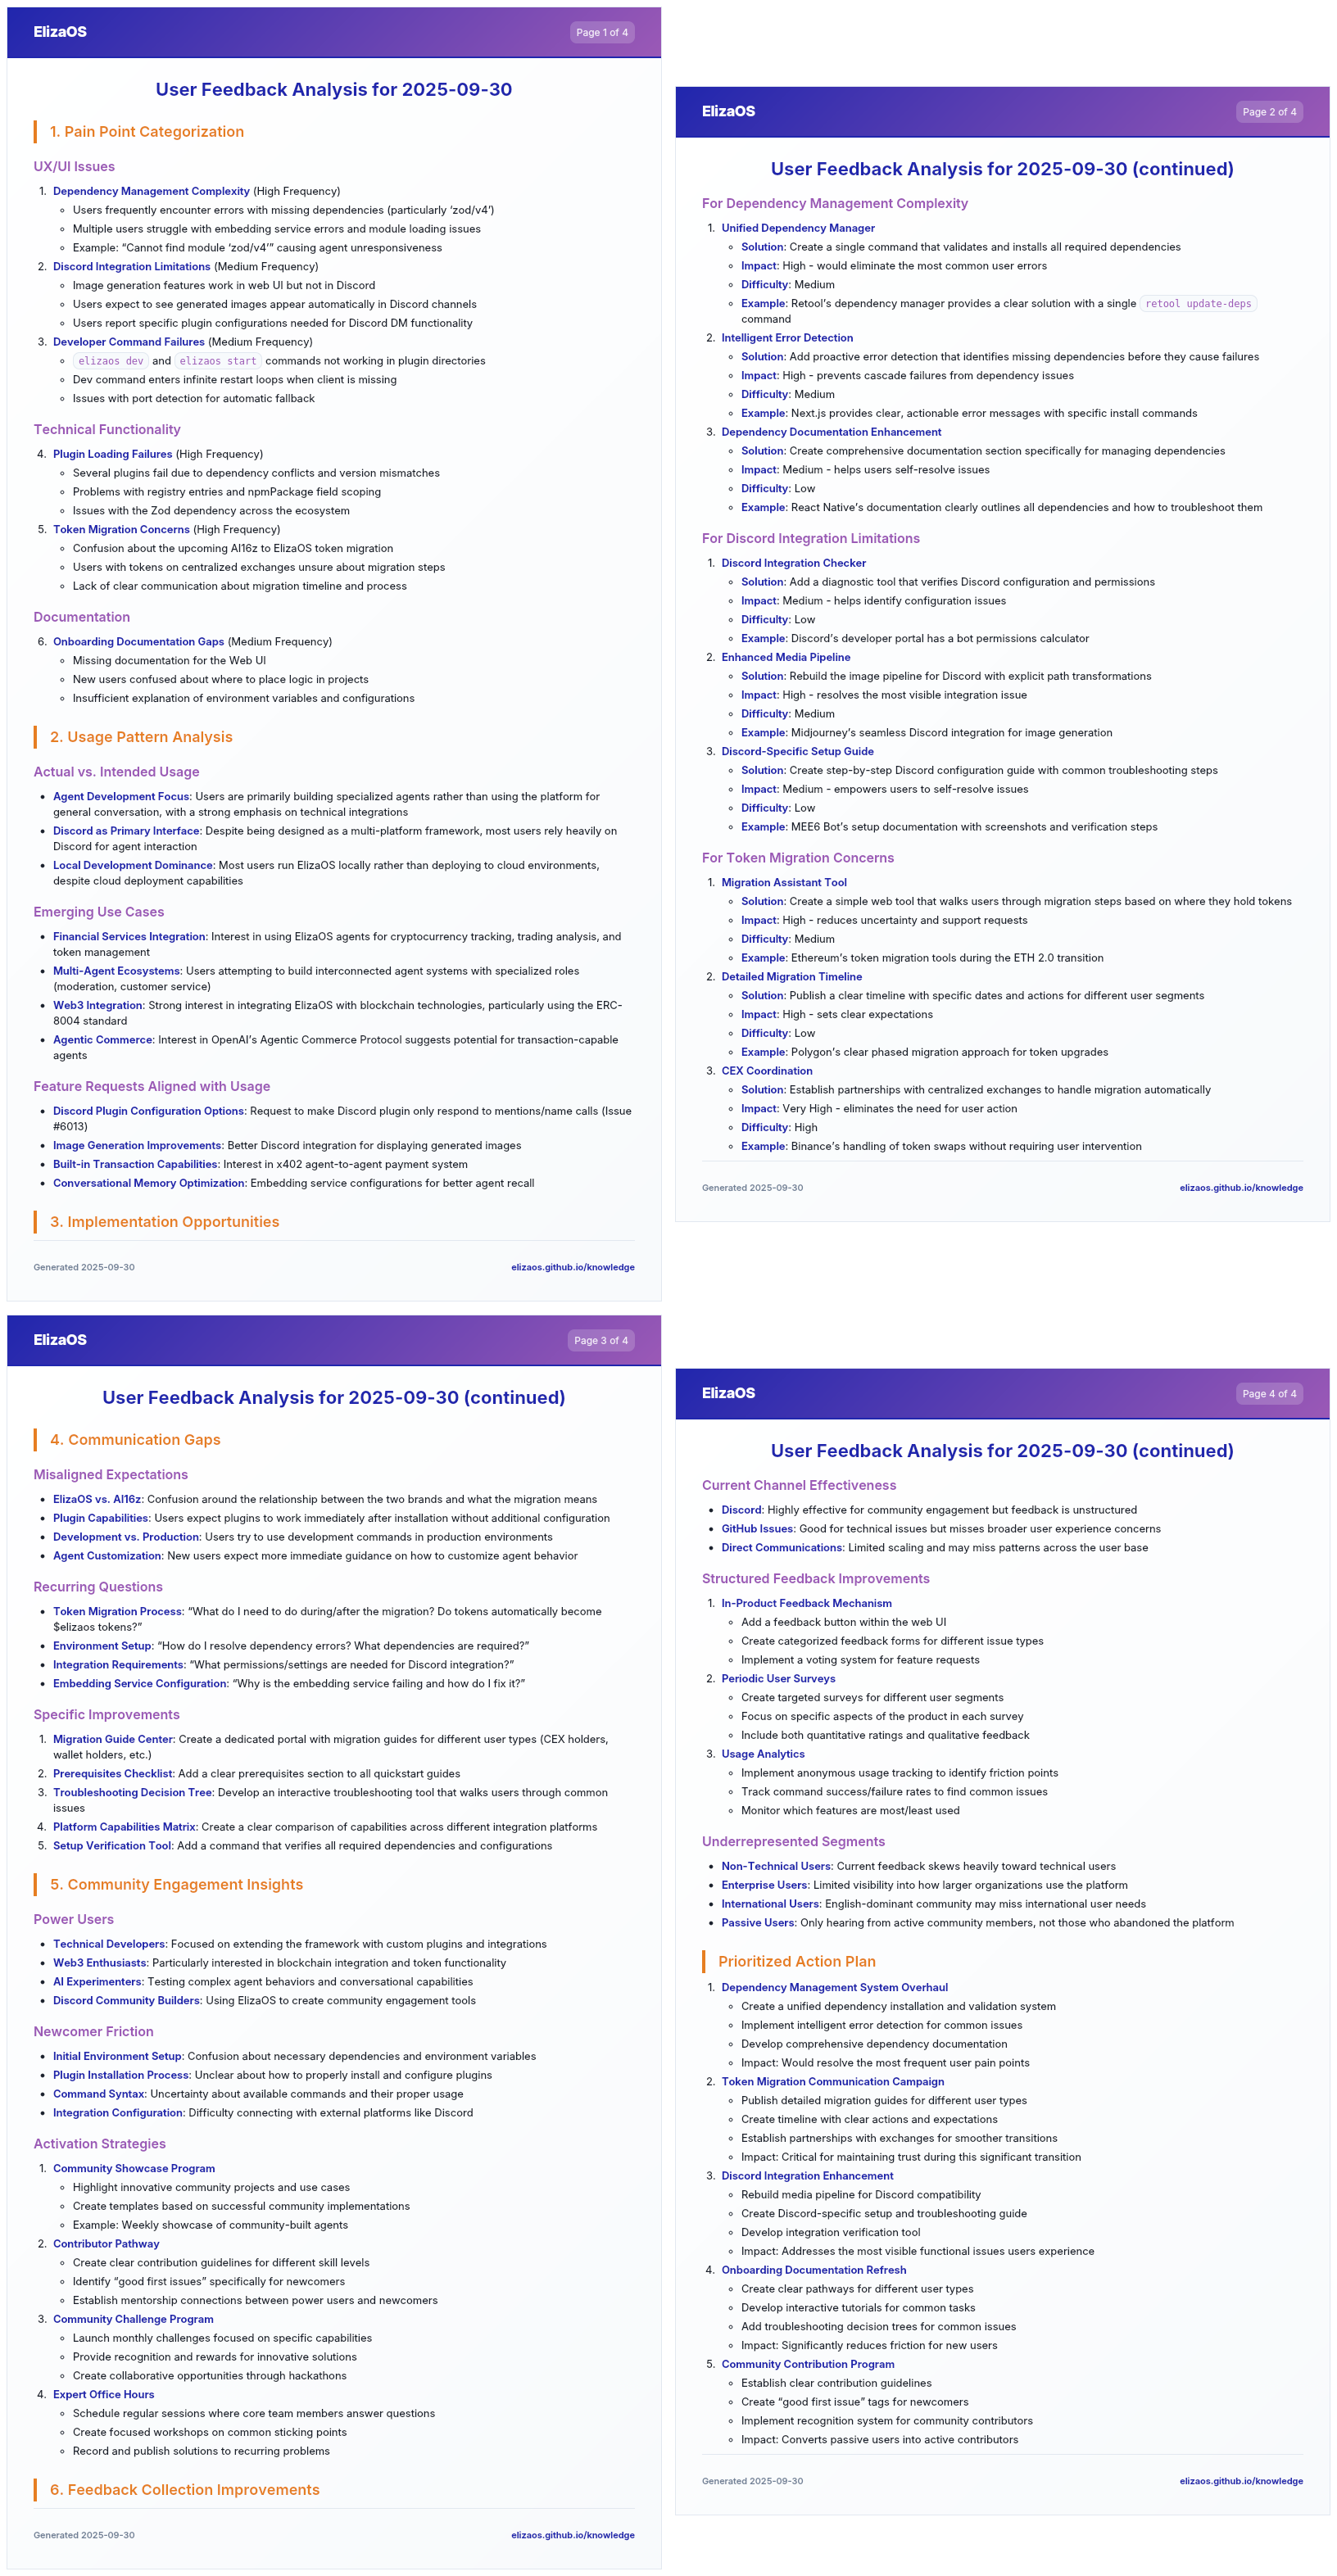 ElizaOS
Page 1 of 4
User Feedback Analysis for 2025-09-30
1. Pain Point Categorization
UX/UI Issues
1. Dependency Management Complexity (High Frequency)
◦ Users frequently encounter errors with missing dependencies (particularly ‘zod/v4’)
◦ Multiple users struggle with embedding service errors and module loading issues
◦ Example: “Cannot find module ‘zod/v4’” causing agent unresponsiveness
2. Discord Integration Limitations (Medium Frequency)
◦ Image generation features work in web UI but not in Discord
◦ Users expect to see generated images appear automatically in Discord channels
◦ Users report specific plugin configurations needed for Discord DM functionality
3. Developer Command Failures (Medium Frequency)
◦ elizaos dev and elizaos start commands not working in plugin directories
◦ Dev command enters infinite restart loops when client is missing
◦ Issues with port detection for automatic fallback
Technical Functionality
4. Plugin Loading Failures (High Frequency)
◦ Several plugins fail due to dependency conflicts and version mismatches
◦ Problems with registry entries and npmPackage field scoping
◦ Issues with the Zod dependency across the ecosystem
5. Token Migration Concerns (High Frequency)
◦ Confusion about the upcoming AI16z to ElizaOS token migration
◦ Users with tokens on centralized exchanges unsure about migration steps
◦ Lack of clear communication about migration timeline and process
Documentation
6. Onboarding Documentation Gaps (Medium Frequency)
◦ Missing documentation for the Web UI
◦ New users confused about where to place logic in projects
◦ Insufficient explanation of environment variables and configurations
2. Usage Pattern Analysis
Actual vs. Intended Usage
• Agent Development Focus: Users are primarily building specialized agents rather than using the platform for
general conversation, with a strong emphasis on technical integrations
• Discord as Primary Interface: Despite being designed as a multi-platform framework, most users rely heavily on
Discord for agent interaction
• Local Development Dominance: Most users run ElizaOS locally rather than deploying to cloud environments,
despite cloud deployment capabilities
Emerging Use Cases
• Financial Services Integration: Interest in using ElizaOS agents for cryptocurrency tracking, trading analysis, and
token management
• Multi-Agent Ecosystems: Users attempting to build interconnected agent systems with specialized roles
(moderation, customer service)
• Web3 Integration: Strong interest in integrating ElizaOS with blockchain technologies, particularly using the ERC-
8004 standard
• Agentic Commerce: Interest in OpenAI’s Agentic Commerce Protocol suggests potential for transaction-capable
agents
Feature Requests Aligned with Usage
• Discord Plugin Configuration Options: Request to make Discord plugin only respond to mentions/name calls (Issue
#6013)
• Image Generation Improvements: Better Discord integration for displaying generated images
• Built-in Transaction Capabilities: Interest in x402 agent-to-agent payment system
• Conversational Memory Optimization: Embedding service configurations for better agent recall
3. Implementation Opportunities
Generated 2025-09-30
elizaos.github.io/knowledge
ElizaOS
Page 2 of 4
User Feedback Analysis for 2025-09-30 (continued)
For Dependency Management Complexity
1. Unified Dependency Manager
◦ Solution: Create a single command that validates and installs all required dependencies
◦ Impact: High - would eliminate the most common user errors
◦ Difficulty: Medium
◦ Example: Retool’s dependency manager provides a clear solution with a single retool update-deps
command
2. Intelligent Error Detection
◦ Solution: Add proactive error detection that identifies missing dependencies before they cause failures
◦ Impact: High - prevents cascade failures from dependency issues
◦ Difficulty: Medium
◦ Example: Next.js provides clear, actionable error messages with specific install commands
3. Dependency Documentation Enhancement
◦ Solution: Create comprehensive documentation section specifically for managing dependencies
◦ Impact: Medium - helps users self-resolve issues
◦ Difficulty: Low
◦ Example: React Native’s documentation clearly outlines all dependencies and how to troubleshoot them
For Discord Integration Limitations
1. Discord Integration Checker
◦ Solution: Add a diagnostic tool that verifies Discord configuration and permissions
◦ Impact: Medium - helps identify configuration issues
◦ Difficulty: Low
◦ Example: Discord’s developer portal has a bot permissions calculator
2. Enhanced Media Pipeline
◦ Solution: Rebuild the image pipeline for Discord with explicit path transformations
◦ Impact: High - resolves the most visible integration issue
◦ Difficulty: Medium
◦ Example: Midjourney’s seamless Discord integration for image generation
3. Discord-Specific Setup Guide
◦ Solution: Create step-by-step Discord configuration guide with common troubleshooting steps
◦ Impact: Medium - empowers users to self-resolve issues
◦ Difficulty: Low
◦ Example: MEE6 Bot’s setup documentation with screenshots and verification steps
For Token Migration Concerns
1. Migration Assistant Tool
◦ Solution: Create a simple web tool that walks users through migration steps based on where they hold tokens
◦ Impact: High - reduces uncertainty and support requests
◦ Difficulty: Medium
◦ Example: Ethereum’s token migration tools during the ETH 2.0 transition
2. Detailed Migration Timeline
◦ Solution: Publish a clear timeline with specific dates and actions for different user segments
◦ Impact: High - sets clear expectations
◦ Difficulty: Low
◦ Example: Polygon’s clear phased migration approach for token upgrades
3. CEX Coordination
◦ Solution: Establish partnerships with centralized exchanges to handle migration automatically
◦ Impact: Very High - eliminates the need for user action
◦ Difficulty: High
◦ Example: Binance’s handling of token swaps without requiring user intervention
Generated 2025-09-30
elizaos.github.io/knowledge
ElizaOS
Page 3 of 4
User Feedback Analysis for 2025-09-30 (continued)
4. Communication Gaps
Misaligned Expectations
• ElizaOS vs. AI16z: Confusion around the relationship between the two brands and what the migration means
• Plugin Capabilities: Users expect plugins to work immediately after installation without additional configuration
• Development vs. Production: Users try to use development commands in production environments
• Agent Customization: New users expect more immediate guidance on how to customize agent behavior
Recurring Questions
• Token Migration Process: “What do I need to do during/after the migration? Do tokens automatically become
$elizaos tokens?”
• Environment Setup: “How do I resolve dependency errors? What dependencies are required?”
• Integration Requirements: “What permissions/settings are needed for Discord integration?”
• Embedding Service Configuration: “Why is the embedding service failing and how do I fix it?”
Specific Improvements
1. Migration Guide Center: Create a dedicated portal with migration guides for different user types (CEX holders,
wallet holders, etc.)
2. Prerequisites Checklist: Add a clear prerequisites section to all quickstart guides
3. Troubleshooting Decision Tree: Develop an interactive troubleshooting tool that walks users through common
issues
4. Platform Capabilities Matrix: Create a clear comparison of capabilities across different integration platforms
5. Setup Verification Tool: Add a command that verifies all required dependencies and configurations
5. Community Engagement Insights
Power Users
• Technical Developers: Focused on extending the framework with custom plugins and integrations
• Web3 Enthusiasts: Particularly interested in blockchain integration and token functionality
• AI Experimenters: Testing complex agent behaviors and conversational capabilities
• Discord Community Builders: Using ElizaOS to create community engagement tools
Newcomer Friction
• Initial Environment Setup: Confusion about necessary dependencies and environment variables
• Plugin Installation Process: Unclear about how to properly install and configure plugins
• Command Syntax: Uncertainty about available commands and their proper usage
• Integration Configuration: Difficulty connecting with external platforms like Discord
Activation Strategies
1. Community Showcase Program
◦ Highlight innovative community projects and use cases
◦ Create templates based on successful community implementations
◦ Example: Weekly showcase of community-built agents
2. Contributor Pathway
◦ Create clear contribution guidelines for different skill levels
◦ Identify “good first issues” specifically for newcomers
◦ Establish mentorship connections between power users and newcomers
3. Community Challenge Program
◦ Launch monthly challenges focused on specific capabilities
◦ Provide recognition and rewards for innovative solutions
◦ Create collaborative opportunities through hackathons
4. Expert Office Hours
◦ Schedule regular sessions where core team members answer questions
◦ Create focused workshops on common sticking points
◦ Record and publish solutions to recurring problems
6. Feedback Collection Improvements
Generated 2025-09-30
elizaos.github.io/knowledge
ElizaOS
Page 4 of 4
User Feedback Analysis for 2025-09-30 (continued)
Current Channel Effectiveness
• Discord: Highly effective for community engagement but feedback is unstructured
• GitHub Issues: Good for technical issues but misses broader user experience concerns
• Direct Communications: Limited scaling and may miss patterns across the user base
Structured Feedback Improvements
1. In-Product Feedback Mechanism
◦ Add a feedback button within the web UI
◦ Create categorized feedback forms for different issue types
◦ Implement a voting system for feature requests
2. Periodic User Surveys
◦ Create targeted surveys for different user segments
◦ Focus on specific aspects of the product in each survey
◦ Include both quantitative ratings and qualitative feedback
3. Usage Analytics
◦ Implement anonymous usage tracking to identify friction points
◦ Track command success/failure rates to find common issues
◦ Monitor which features are most/least used
Underrepresented Segments
• Non-Technical Users: Current feedback skews heavily toward technical users
• Enterprise Users: Limited visibility into how larger organizations use the platform
• International Users: English-dominant community may miss international user needs
• Passive Users: Only hearing from active community members, not those who abandoned the platform
Prioritized Action Plan
1. Dependency Management System Overhaul
◦ Create a unified dependency installation and validation system
◦ Implement intelligent error detection for common issues
◦ Develop comprehensive dependency documentation
◦ Impact: Would resolve the most frequent user pain points
2. Token Migration Communication Campaign
◦ Publish detailed migration guides for different user types
◦ Create timeline with clear actions and expectations
◦ Establish partnerships with exchanges for smoother transitions
◦ Impact: Critical for maintaining trust during this significant transition
3. Discord Integration Enhancement
◦ Rebuild media pipeline for Discord compatibility
◦ Create Discord-specific setup and troubleshooting guide
◦ Develop integration verification tool
◦ Impact: Addresses the most visible functional issues users experience
4. Onboarding Documentation Refresh
◦ Create clear pathways for different user types
◦ Develop interactive tutorials for common tasks
◦ Add troubleshooting decision trees for common issues
◦ Impact: Significantly reduces friction for new users
5. Community Contribution Program
◦ Establish clear contribution guidelines
◦ Create “good first issue” tags for newcomers
◦ Implement recognition system for community contributors
◦ Impact: Converts passive users into active contributors
Generated 2025-09-30
elizaos.github.io/knowledge